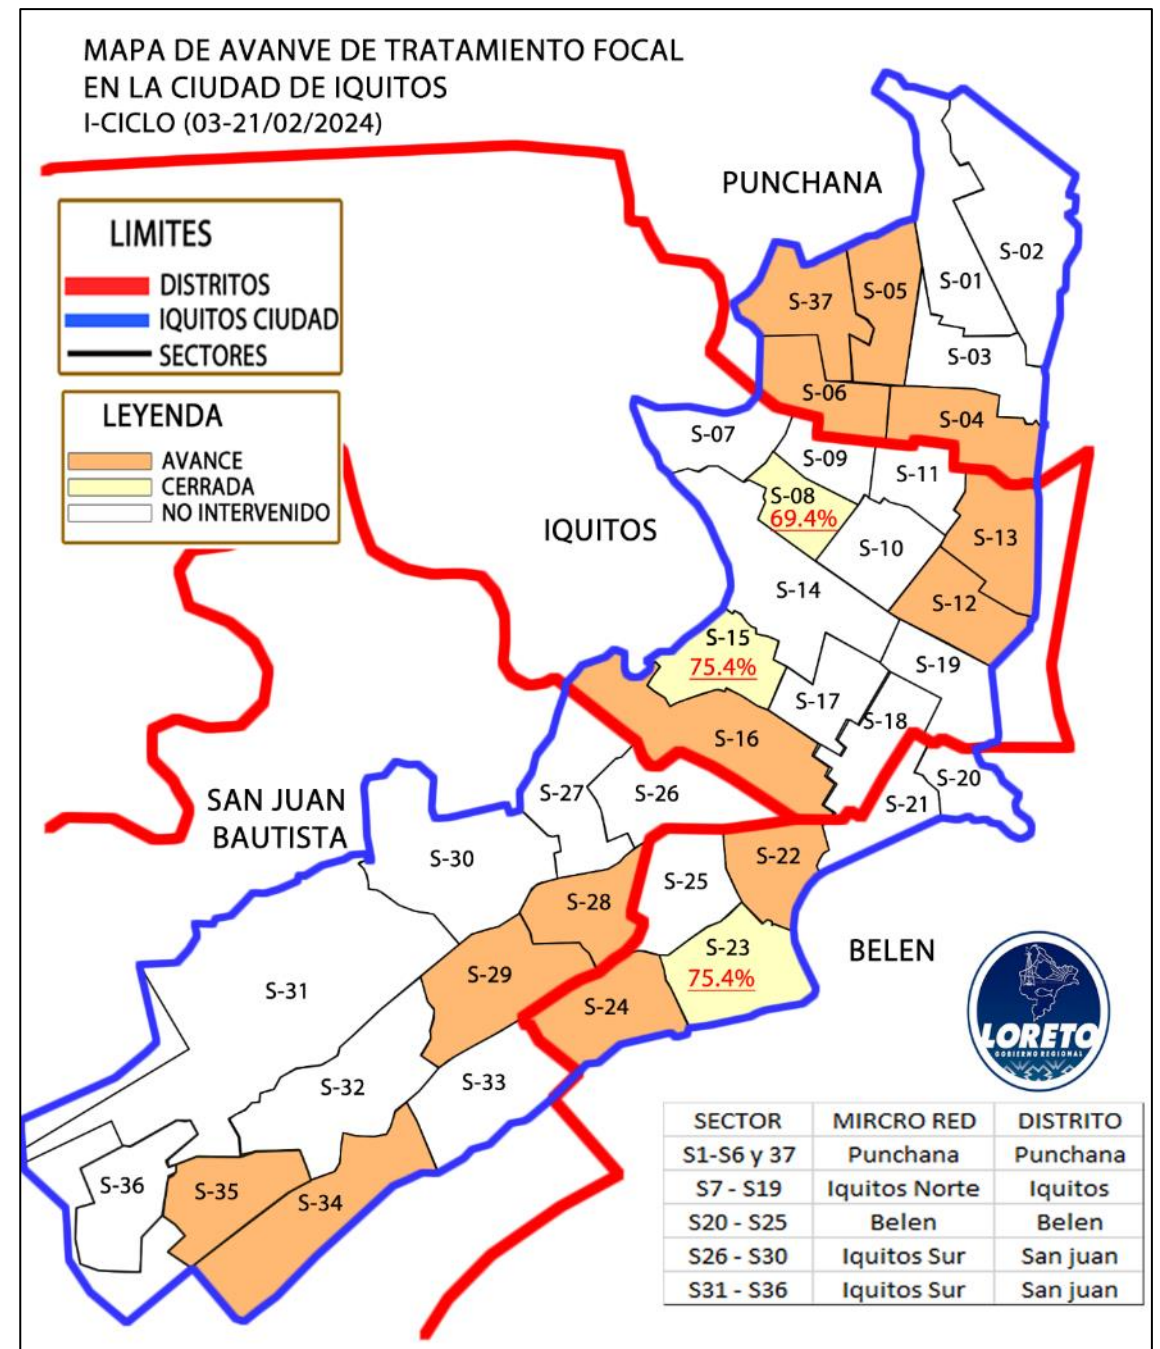 MAPA DE AVANVE DE TRATAMIENTO FOCAL
EN LA CIUDAD DE IQUITOS
I-CICLO (03-21/02/2024)
LIMITES
DISTRITOS
IQUITOS CIUDAD
SECTORES
LEYENDA
AVANCE
CERRADA
NO INTERVENIDO
PUNCHANA
S-02
S-01
S-05
S-37
S-03
S-06
S-04
S-07
S-09
S-11
S-08
69.4%
IQUITOS
S-10
S-13
S-14
S-12
S-15
75.4%
S-19
S-17
S-18
S-16
S-20
S-21
S-27
S-26
SAN JUAN
BAUTISTA
S-30
S-22
S-25
S-28
S-23
75.4%
BELEN
S-29
S-31
S-24
S-32
S-33
S-36
S-35
S-34
LORETO
GOBIERNO REGIONAL
SECTOR MIRCRO RED DISTRITO
S1-S6 y 37 Punchana Punchana
S7 - S19 Iquitos Norte Iquitos
S20 - S25 Belen Belen
S26 - S30 Iquitos Sur San juan
S31 - S36 Iquitos Sur San juan